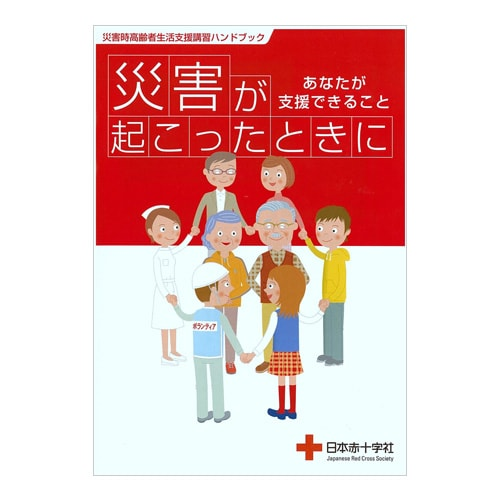 災害時高齢者生活支援講習ハンドブック
災害が
起こったときに
あなたが
支援できること
ボランティア
日本赤十字社
Japanese Red Cross Society